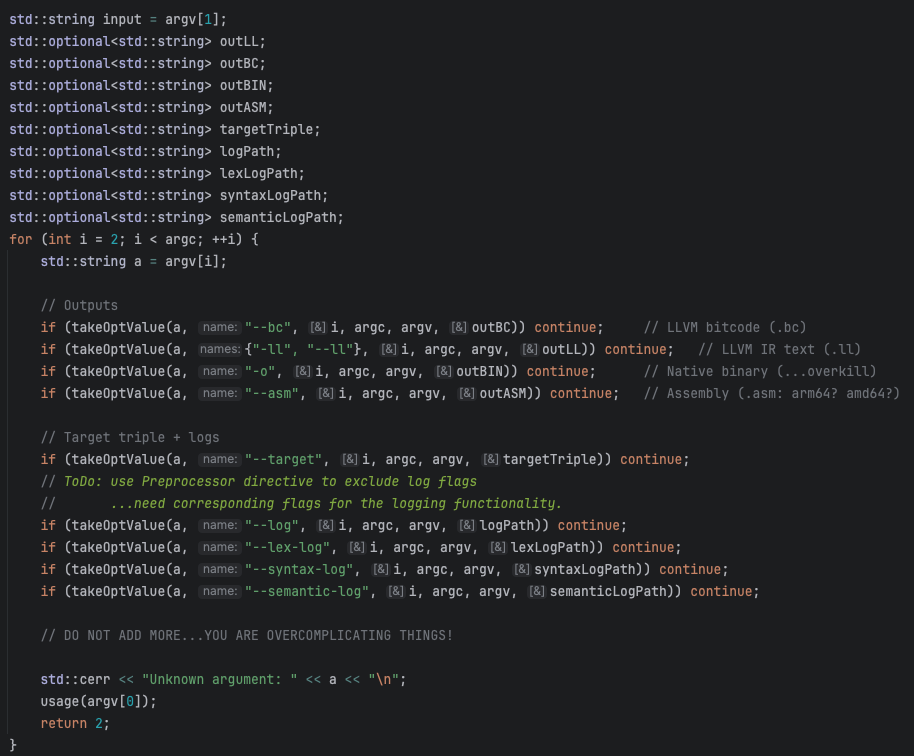 std::string input = argv[1];
std::optional<std::string> outLL;
std::optional<std::string> outBC;
std::optional<std::string> outBIN;
std::optional<std::string> outASM;
std::optional<std::string> targetTriple;
std::optional<std::string> logPath;
std::optional<std::string> lexLogPath;
std::optional<std::string> syntaxLogPath;
std::optional<std::string> semanticLogPath;
for (int i = 2; i < argc; ++i) {
    std::string a = argv[i];

    // Outputs
    if (takeOptValue(a, name: "--bc", [&] i, argc, argv, [&] outBC)) continue;     // LLVM bitcode (.bc)
    if (takeOptValue(a, names: {"-ll", "--ll"}, [&] i, argc, argv, [&] outLL)) continue;   // LLVM IR text (.ll)
    if (takeOptValue(a, name: "-o", [&] i, argc, argv, [&] outBIN)) continue;      // Native binary (...overkill)
    if (takeOptValue(a, name: "--asm", [&] i, argc, argv, [&] outASM)) continue;   // Assembly (.asm: arm64? amd64?)

    // Target triple + logs
    if (takeOptValue(a, name: "--target", [&] i, argc, argv, [&] targetTriple)) continue;
    // ToDo: use Preprocessor directive to exclude log flags
    //       ...need corresponding flags for the logging functionality.
    if (takeOptValue(a, name: "--log", [&] i, argc, argv, [&] logPath)) continue;
    if (takeOptValue(a, name: "--lex-log", [&] i, argc, argv, [&] lexLogPath)) continue;
    if (takeOptValue(a, name: "--syntax-log", [&] i, argc, argv, [&] syntaxLogPath)) continue;
    if (takeOptValue(a, name: "--semantic-log", [&] i, argc, argv, [&] semanticLogPath)) continue;

    // DO NOT ADD MORE...YOU ARE OVERCOMPLICATING THINGS!

    std::cerr << "Unknown argument: " << a << "\n";
    usage(argv[0]);
    return 2;
}